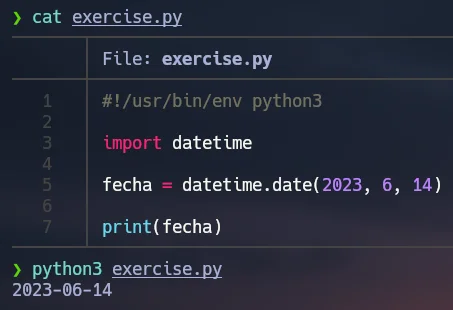 ❯ cat exercise.py
File: exercise.py
1 #!/usr/bin/env python3
2
3 import datetime
4
5 fecha = datetime.date(2023, 6, 14)
6
7 print(fecha)
❯ python3 exercise.py
2023-06-14